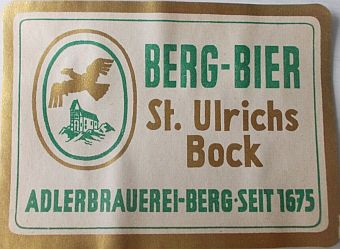 BERG-BIER
St. Ulrichs
Bock
ADLERBRAUEREI-BERG·SEIT 1675